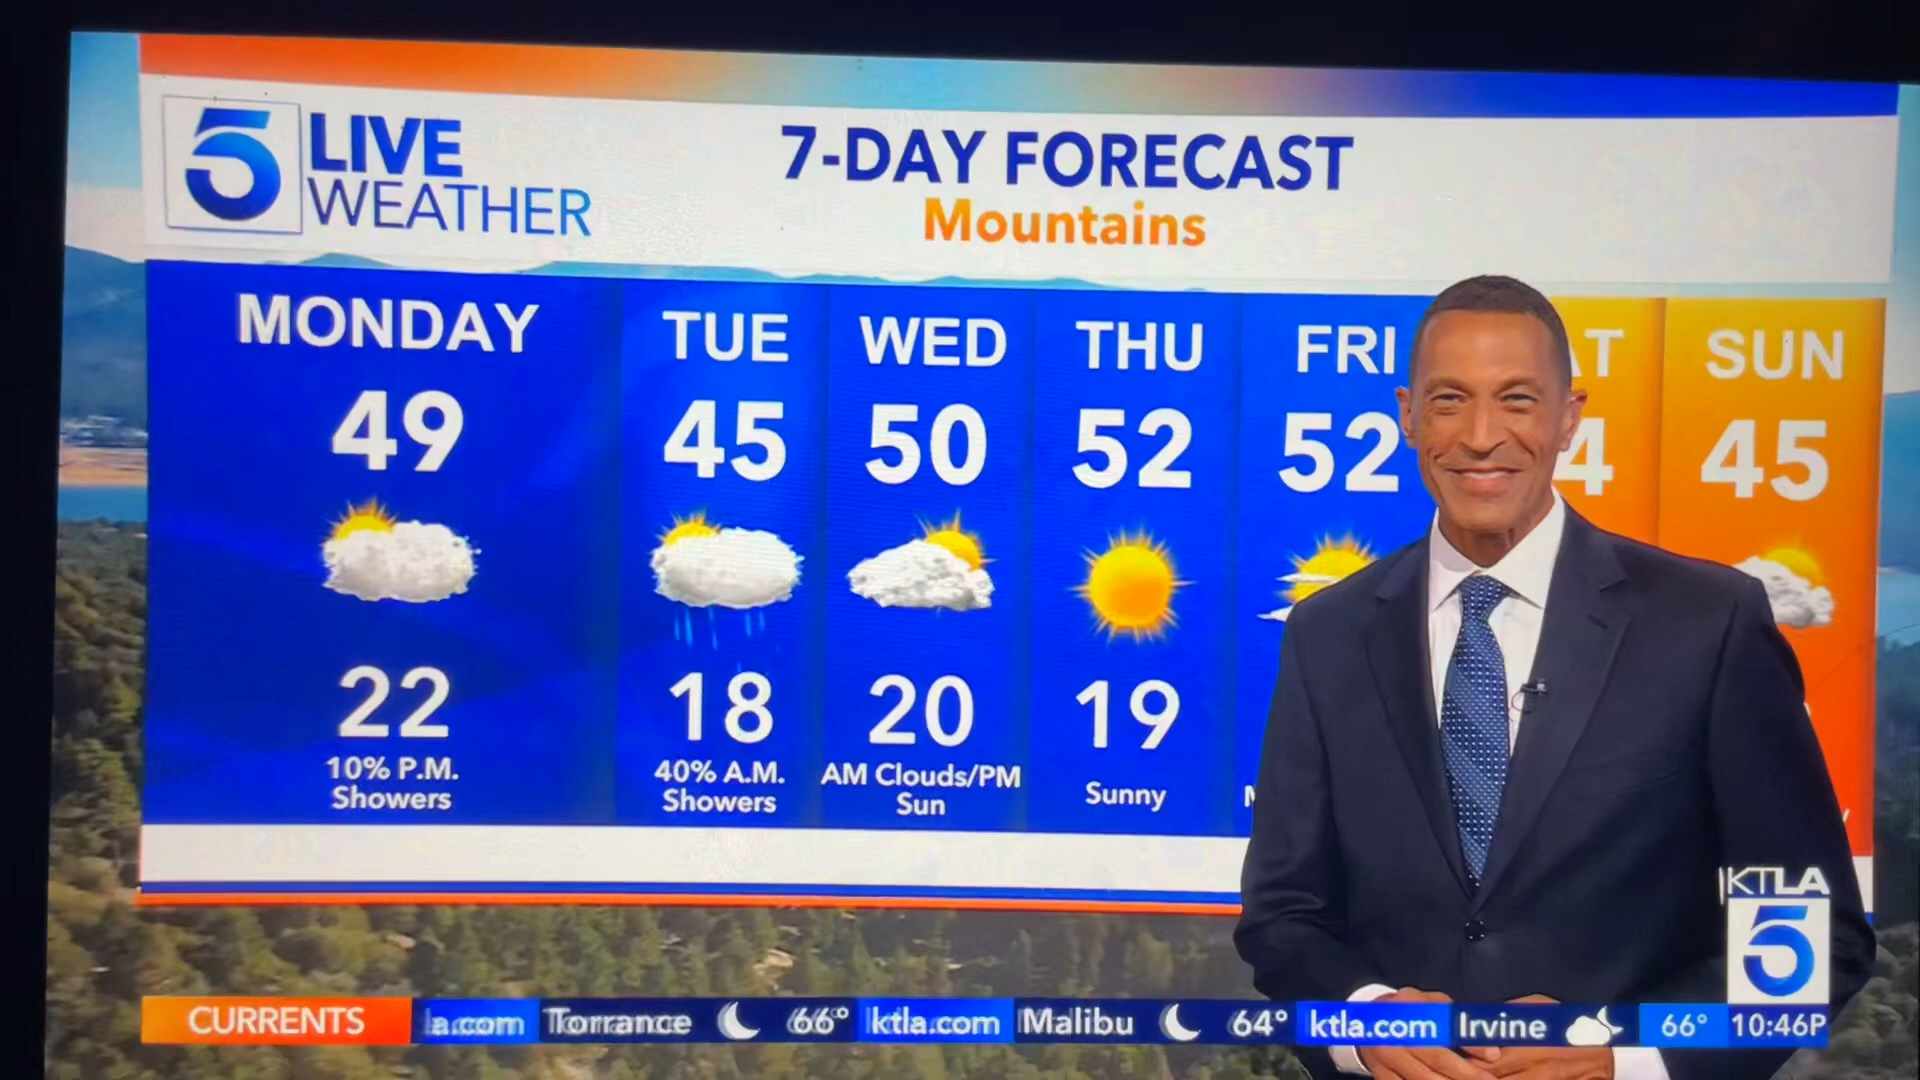 5 LIVE
WEATHER
7-DAY FORECAST
Mountains
MONDAY
49
22
10% P.M.
Showers
TUE
45
18
40% A.M.
Showers
WED
50
20
AM Clouds/PM
Sun
THU
52
19
Sunny
FRI
52
SUN
45
KTLA
5
CURRENTS a.com Torrance 66° ktla.com Malibu 64° ktla.com Irvine 66° 10:46P